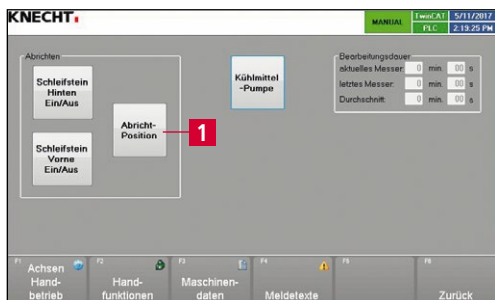 KNECHT
MANUAL
TwinCAT
PLC
5/11/2017
2:19:25 PM
Abrichten
Schleifstein
Hinten
Ein/Aus
Abricht-
Position
Schleifstein
Vorne
Ein/Aus
1
Kühlmittel
-Pumpe
Bearbeitungsdauer
aktuelles Messer: 0 min. 00 s
letztes Messer: 0 min. 00 s
Durchschnitt: 0 min. 00 s
F1
Achsen
Hand-
betrieb
F2
Hand-
funktionen
F3
Maschinen-
daten
F4
Meldetexte
Zurück